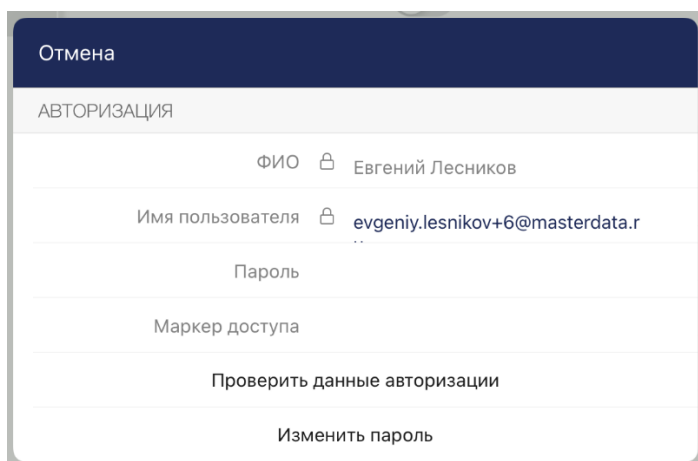 Отмена
АВТОРИЗАЦИЯ
ФИО Евгений Лесников
Имя пользователя evgeniy.lesnikov+6@masterdata.r
Пароль
Маркер доступа
Проверить данные авторизации
Изменить пароль